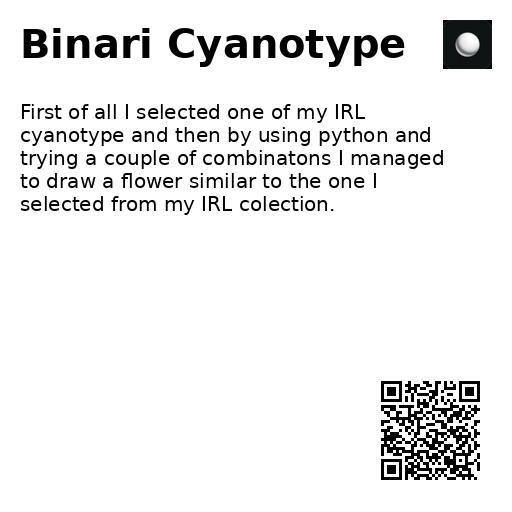 Binari Cyanotype
First of all I selected one of my IRL
cyanotype and then by using python and
trying a couple of combinatons I managed
to draw a flower similar to the one I
selected from my IRL colection.